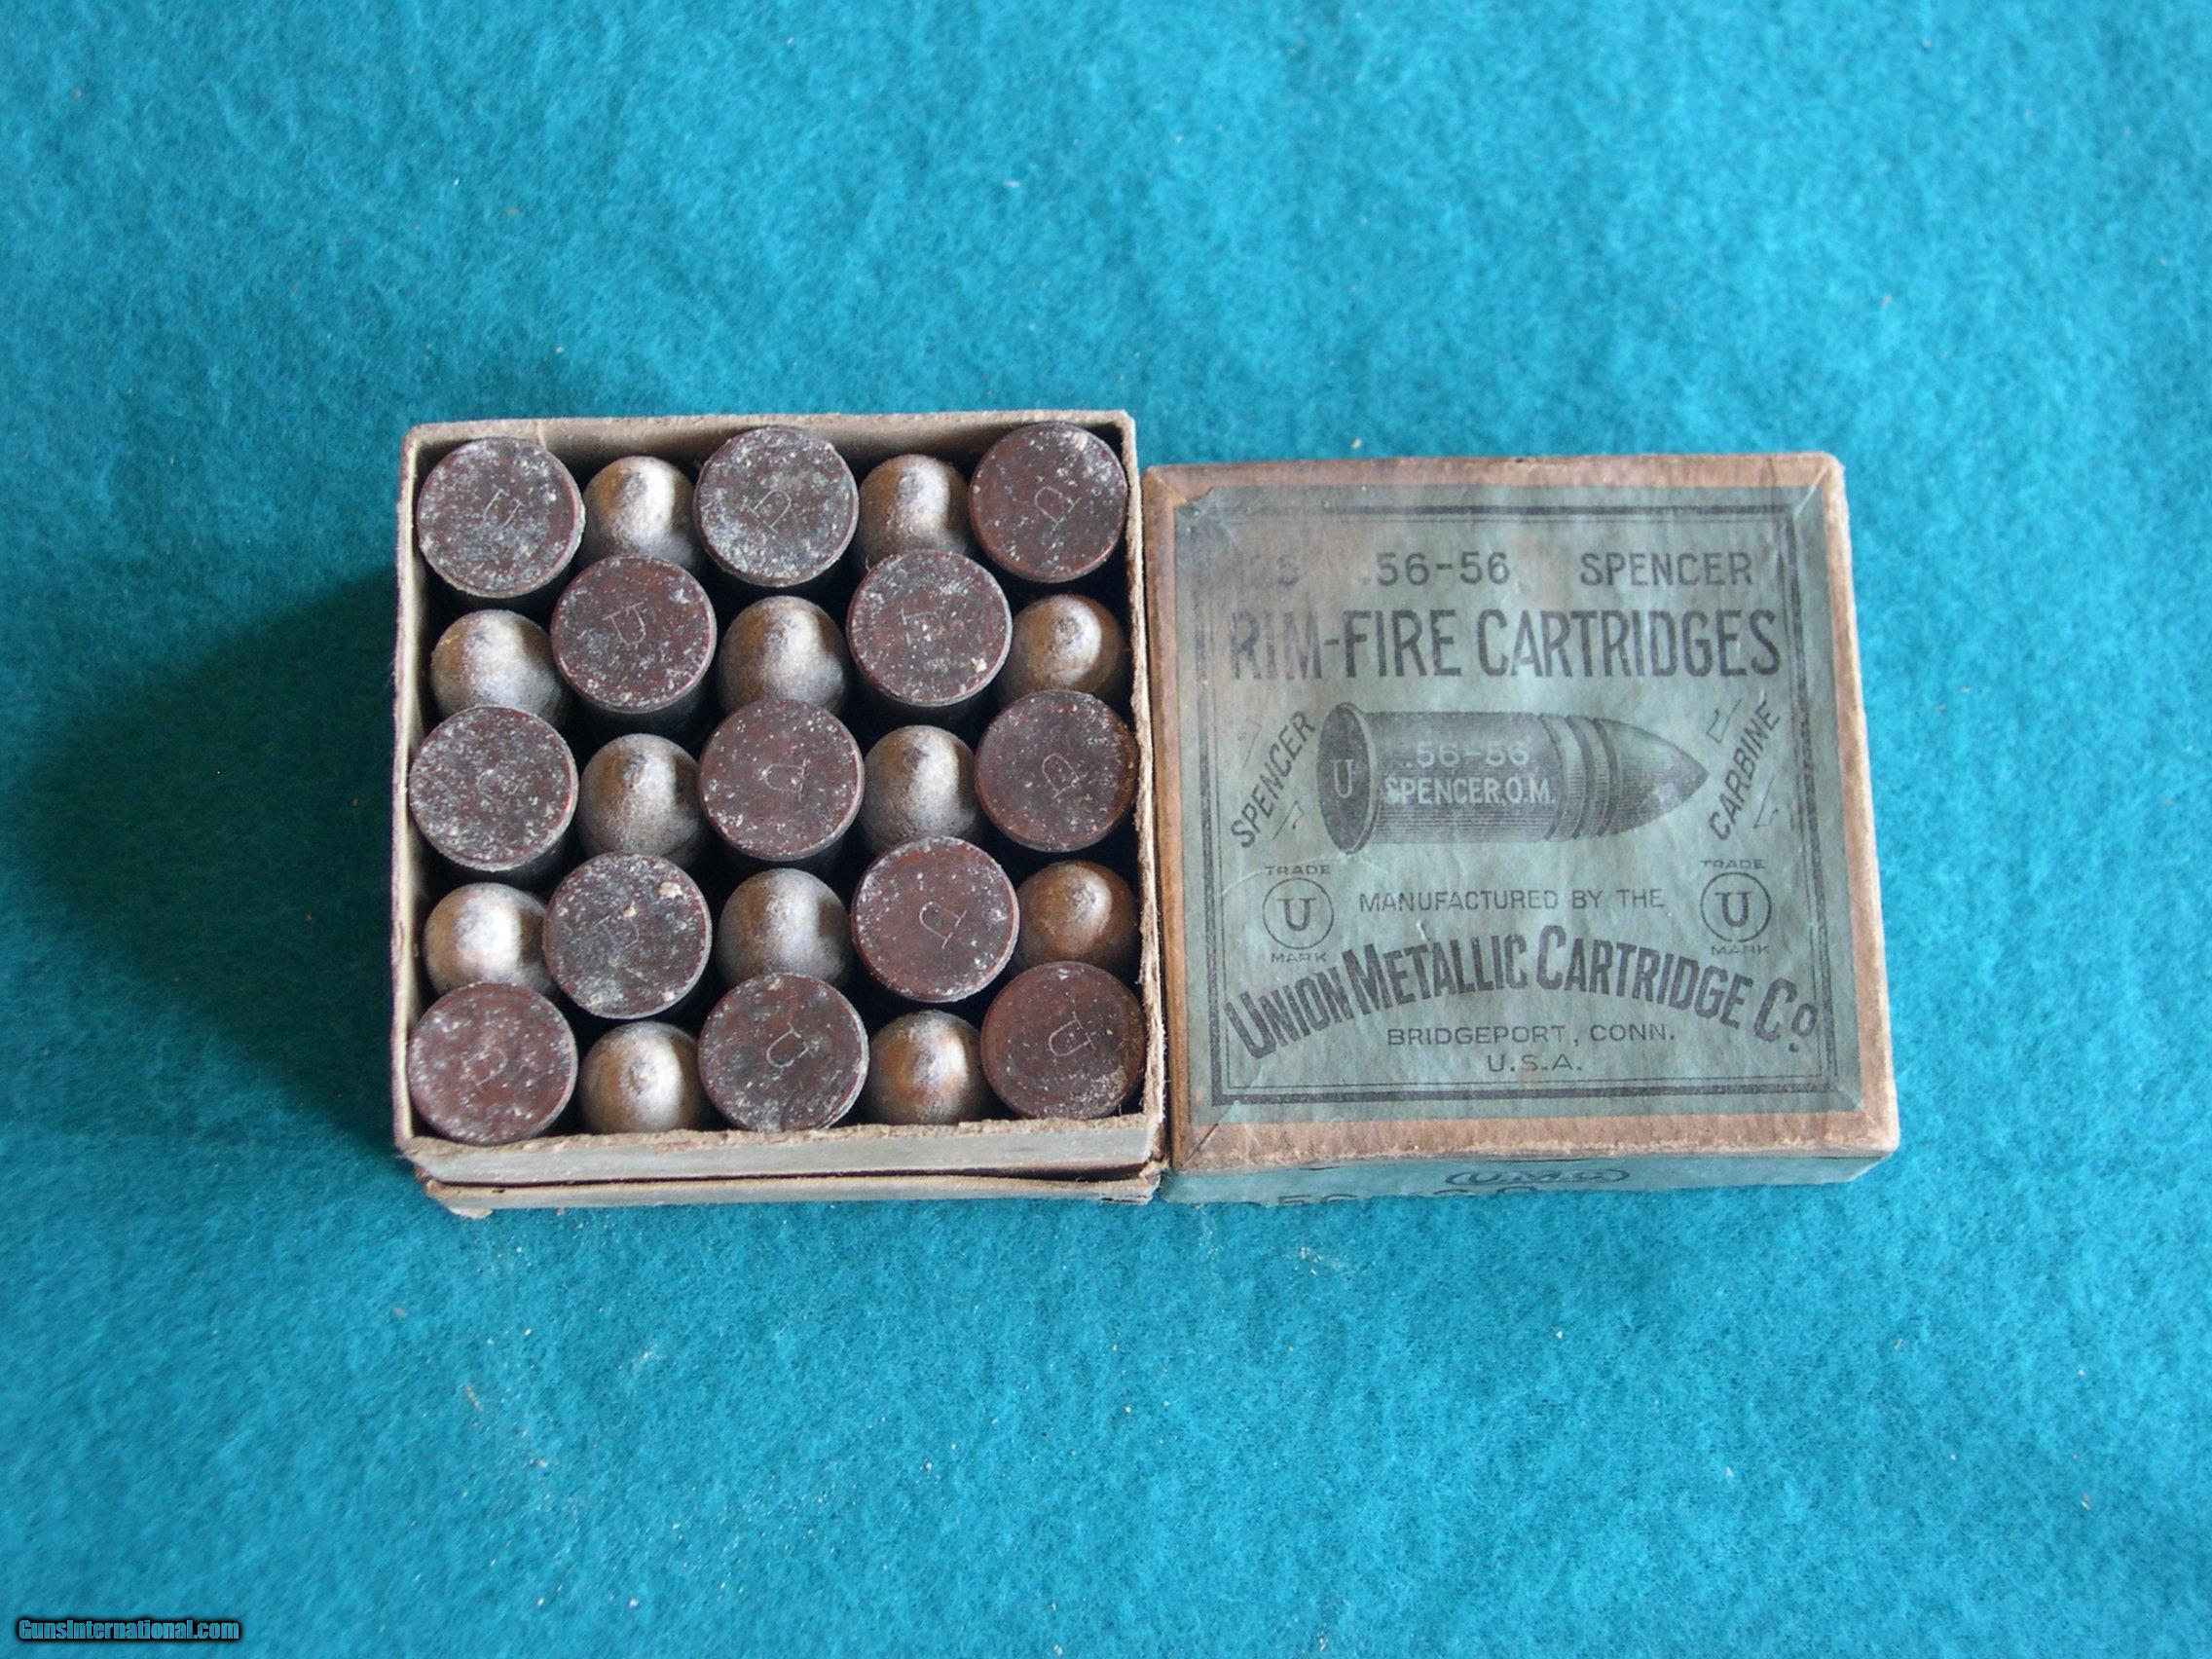 .56-56 SPENCER
RIM-FIRE CARTRIDGES
SPENCER
CARBINE
U
.56-56
SPENCER.O.M.
TRADE
U
MARK
TRADE
U
MARK
MANUFACTURED BY THE
UNION METALLIC CARTRIDGE CO.
BRIDGEPORT, CONN.
U.S.A.
U.M.C.
U
U
U
U
U
U
U
U
U
U
GunsInternational.com